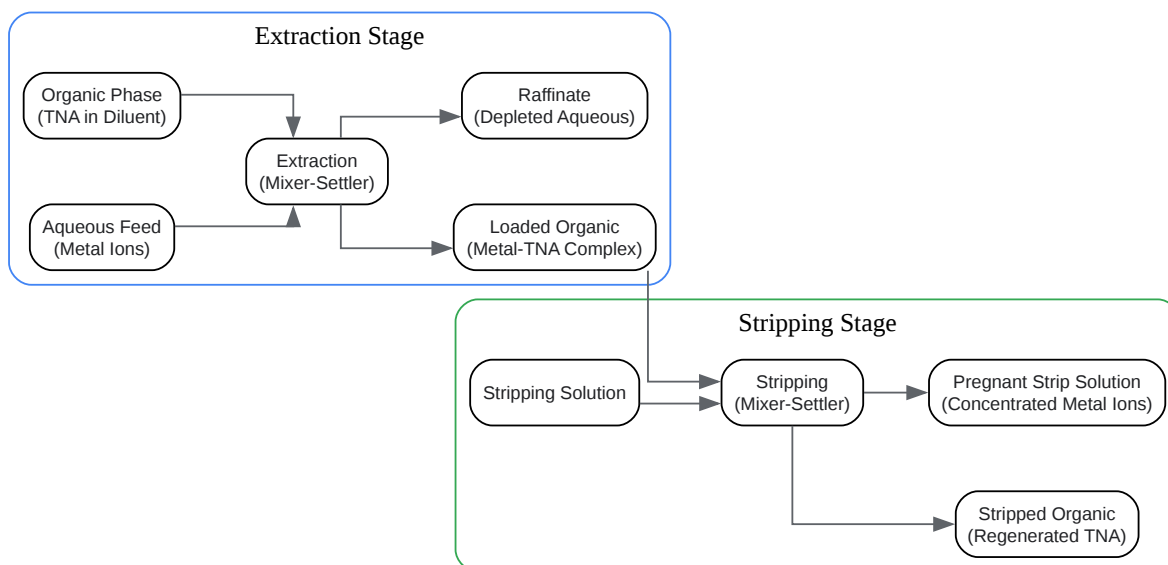 Extraction Stage
Organic Phase
(TNA in Diluent)
Raffinate
(Depleted Aqueous)
Extraction
(Mixer-Settler)
Aqueous Feed
(Metal Ions)
Loaded Organic
(Metal-TNA Complex)
Stripping Stage
Stripping Solution
Stripping
(Mixer-Settler)
Pregnant Strip Solution
(Concentrated Metal Ions)
Stripped Organic
(Regenerated TNA)